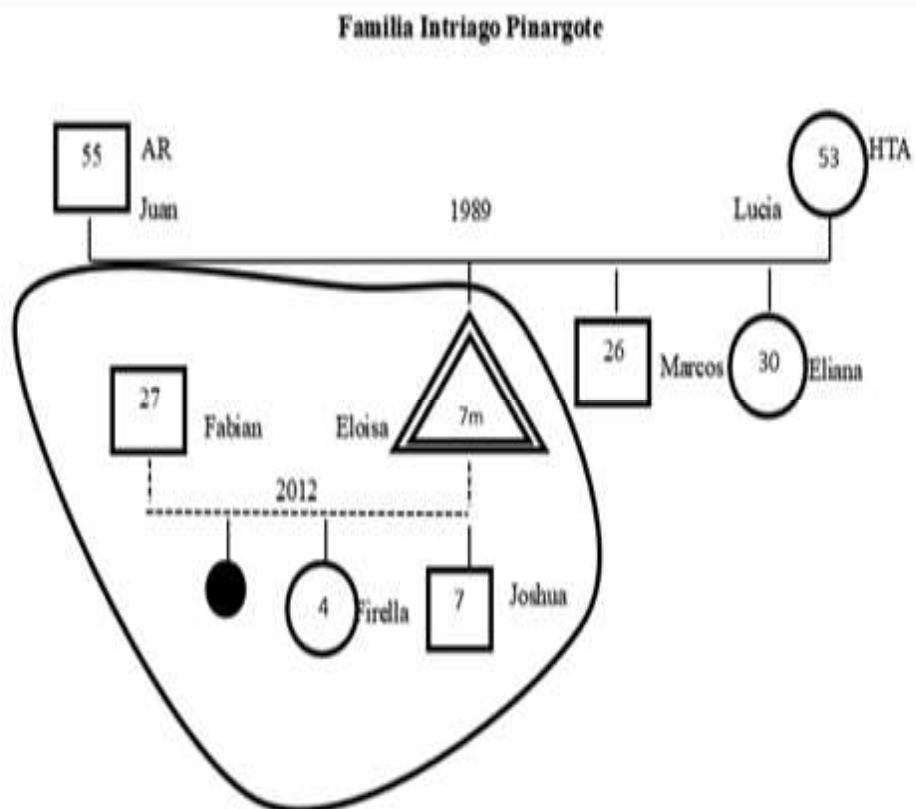 Familia Intriago Pinargote
55 AR
Juan
1989
53 HTA
Lucia
27
Fabian
Eloisa
7m
26
Marcos
30
Eliana
2012
4
Firella
7
Joshua